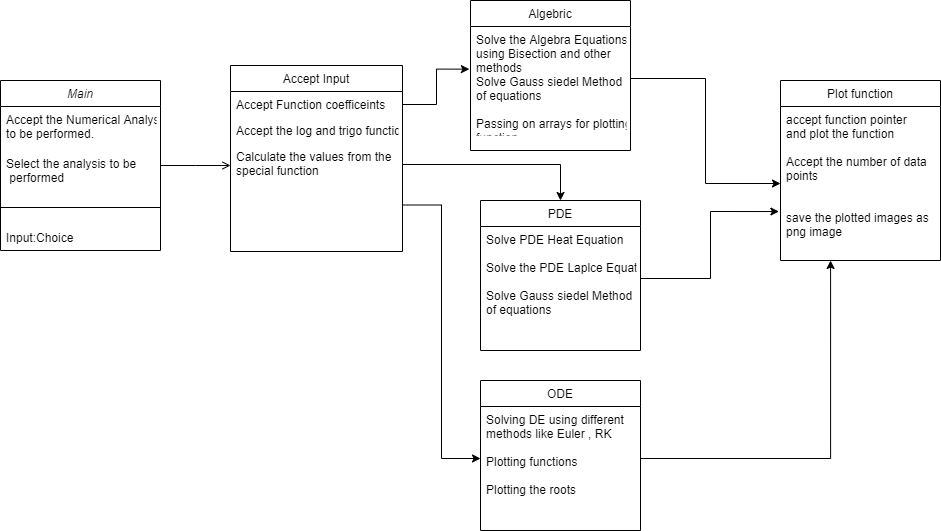 Main
Accept the Numerical Analys
to be performed.
Select the analysis to be
performed
Input:Choice
Accept Input
Accept Function coefficeints
Accept the log and trigo functic
Calculate the values from the
special function
Algebric
Solve the Algebra Equations
using Bisection and other
methods
Solve Gauss siedel Method
of equations
Passing on arrays for plotting
function
PDE
Solve PDE Heat Equation
Solve the PDE Laplce Equat
Solve Gauss siedel Method
of equations
ODE
Solving DE using different
methods like Euler , RK
Plotting functions
Plotting the roots
Plot function
accept function pointer
and plot the function
Accept the number of data
points
save the plotted images as
png image